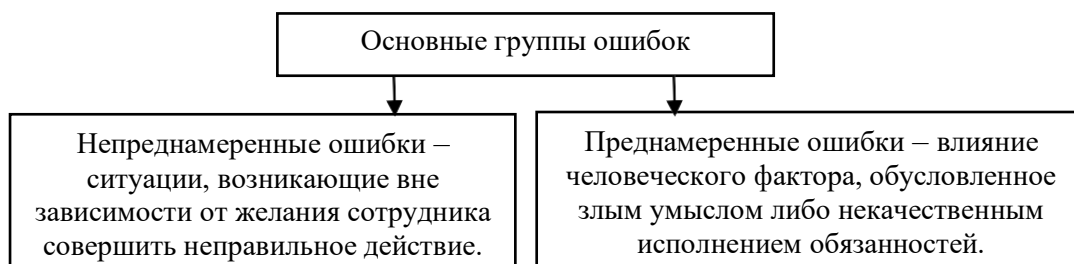 Основные группы ошибок
Непреднамеренные ошибки –
ситуации, возникающие вне
зависимости от желания сотрудника
совершить неправильное действие.
Преднамеренные ошибки – влияние
человеческого фактора, обусловленное
злым умыслом либо некачественным
исполнением обязанностей.